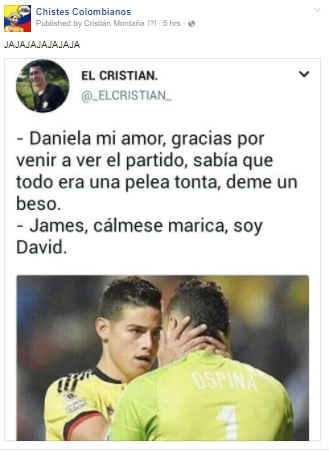 Chistes Colombianos
Published by Cristián Montaña [?] · 5 hrs ·
JAJAJAJAJAJAJA
EL CRISTIAN.
@_ELCRISTIAN_
- Daniela mi amor, gracias por
venir a ver el partido, sabía que
todo era una pelea tonta, deme un
beso.
- James, cálmese marica, soy
David.
OSPINA
1